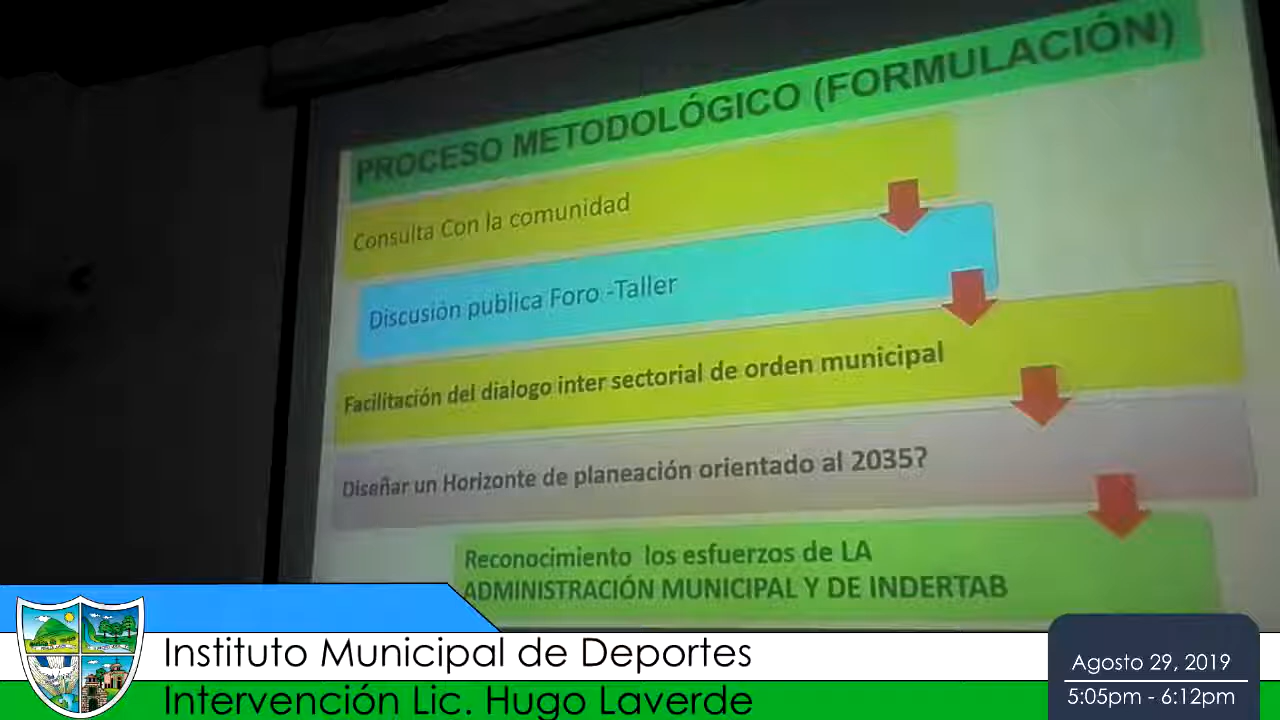 PROCESO METODOLÓGICO (FORMULACIÓN)
Consulta Con la comunidad
Discusión publica Foro -Taller
Facilitación del dialogo inter sectorial de orden municipal
Diseñar un Horizonte de planeación orientado al 2035?
Reconocimiento los esfuerzos de LA
ADMINISTRACIÓN MUNICIPAL Y DE INDERTAB
Instituto Municipal de Deportes
Intervención Lic. Hugo Laverde
Agosto 29, 2019
5:05pm - 6:12pm